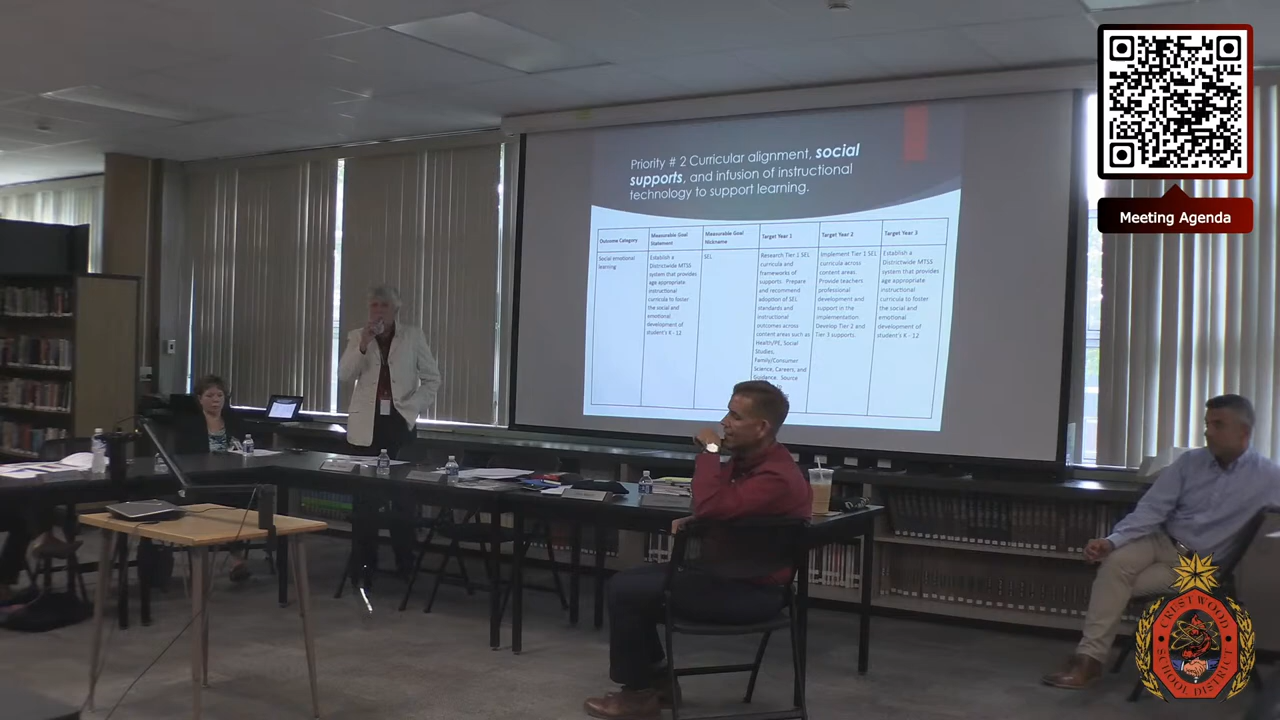 Priority # 2 Curricular alignment, social
supports, and infusion of instructional
technology to support learning.
Outcome Category
Measurable Goal
Statement
Measurable Goal
Nickname
Target Year 1
Target Year 2
Target Year 3
Social emotional
learning
Establish a
Districtwide MTSS
system that provides
age appropriate
instructional
curricula to foster
the social and
emotional
development of
student's K - 12
SEL
Research Tier 1 SEL
curricula and
frameworks of
supports. Prepare
and recommend
adoption of SEL
standards and
instructional
outcomes across
content areas such as
Health/PE, Social
Studies,
Family/Consumer
Science, Careers, and
Guidance. Source
Implement Tier 1 SEL
curricula across
content areas.
Provide teachers
professional
development and
support in the
implementation.
Develop Tier 2 and
Tier 3 supports.
Establish a
Districtwide MTSS
system that provides
age appropriate
instructional
curricula to foster
the social and
emotional
development of
student's K - 12
Meeting Agenda
CRESTWOOD
SCHOOL DISTRICT